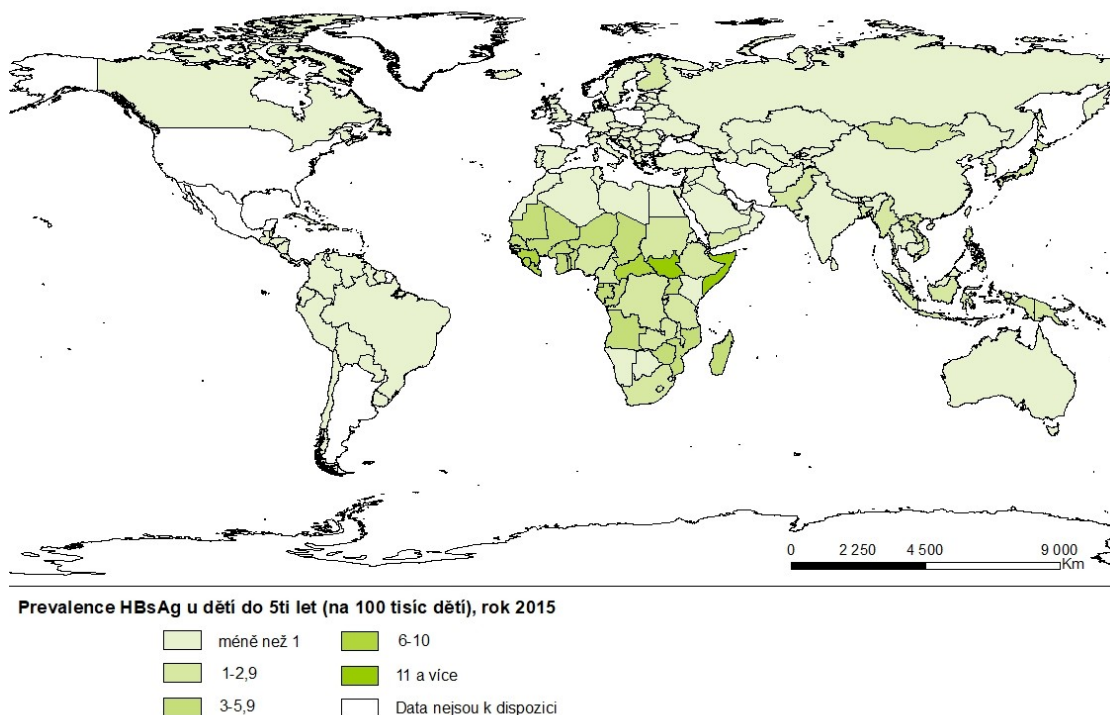 0 2 250 4 500 9 000
Km
Prevalence HBsAg u dětí do 5ti let (na 100 tisíc dětí), rok 2015
méně než 1
1-2,9
3-5,9
6-10
11 a více
Data nejsou k dispozici